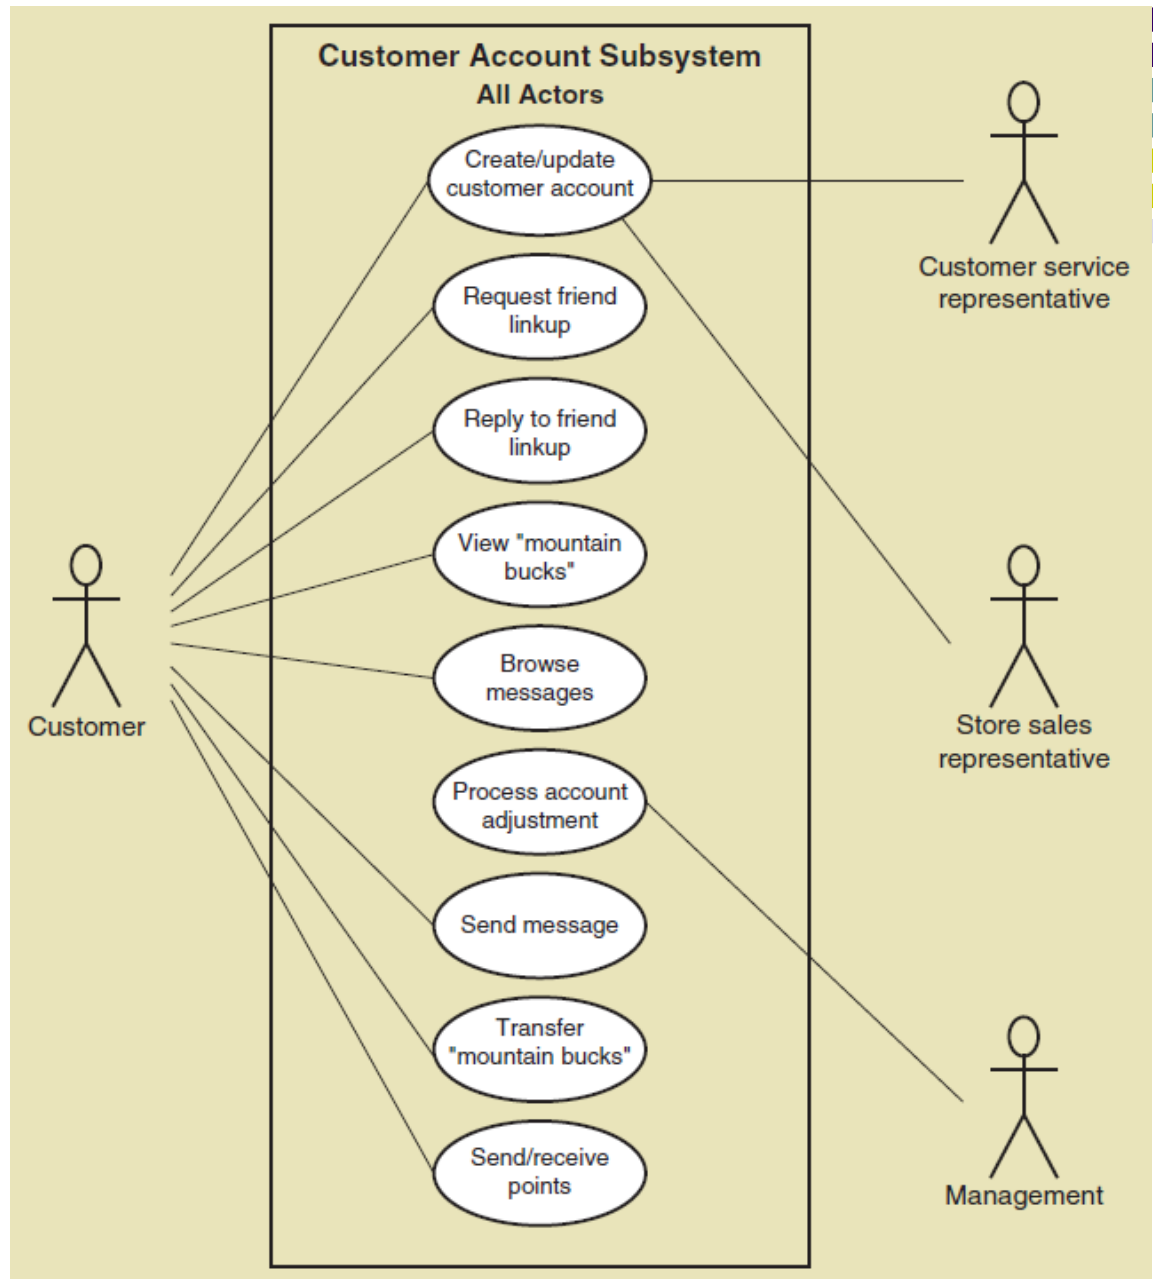 Customer Account Subsystem
All Actors
Create/update
customer account
Request friend
linkup
Reply to friend
linkup
View "mountain
bucks"
Browse
messages
Process account
adjustment
Send message
Transfer
"mountain bucks"
Send/receive
points
Customer
Customer service
representative
Store sales
representative
Management